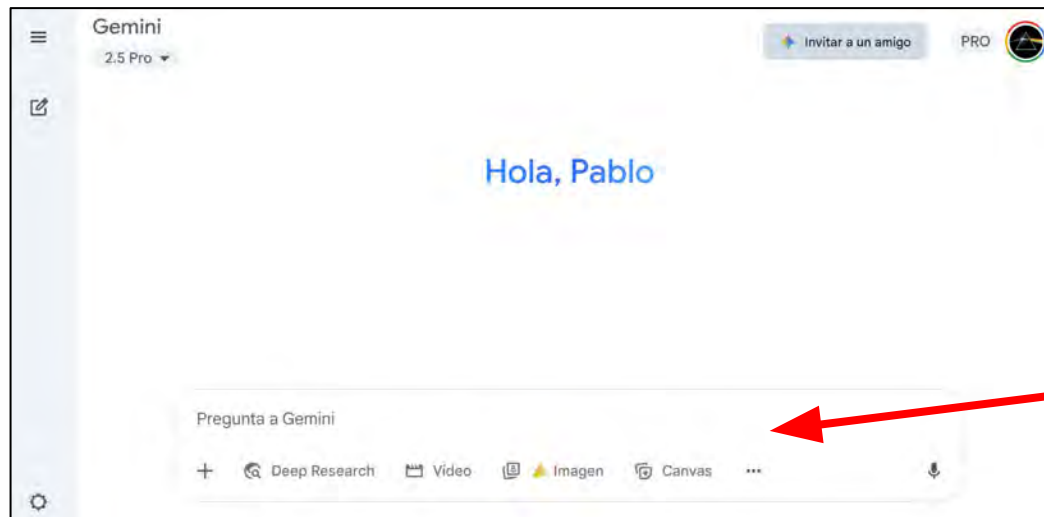 Gemini
2.5 Pro
Invitar a un amigo
PRO
Hola, Pablo
Pregunta a Gemini
Deep Research
Video
Imagen
Canvas